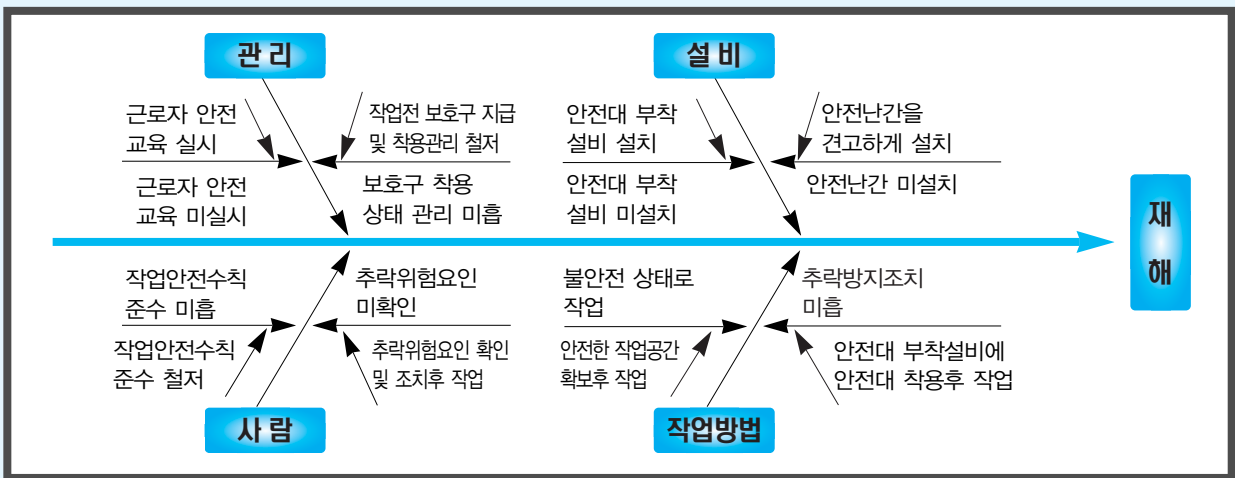 관 리
설 비
근로자 안전
교육 실시
작업전 보호구 지급
및 착용관리 철저
안전대 부착
설비 설치
안전난간을
견고하게 설치
근로자 안전
교육 미실시
보호구 착용
상태 관리 미흡
안전대 부착
설비 미설치
안전난간 미설치
재
해
작업안전수칙
준수 미흡
추락위험요인
미확인
불안전 상태로
작업
추락방지조치
미흡
작업안전수칙
준수 철저
추락위험요인 확인
및 조치후 작업
안전한 작업공간
확보후 작업
안전대 부착설비에
안전대 착용후 작업
사 람
작업방법